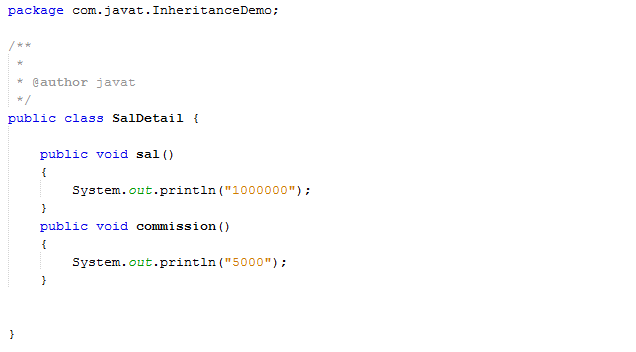 package com.javat.InheritanceDemo;
/**
 *
 * @author javat
 */
public class SalDetail {
    public void sal()
    {
        System.out.println("1000000");
    }
    public void commission()
    {
        System.out.println("5000");
    }
}